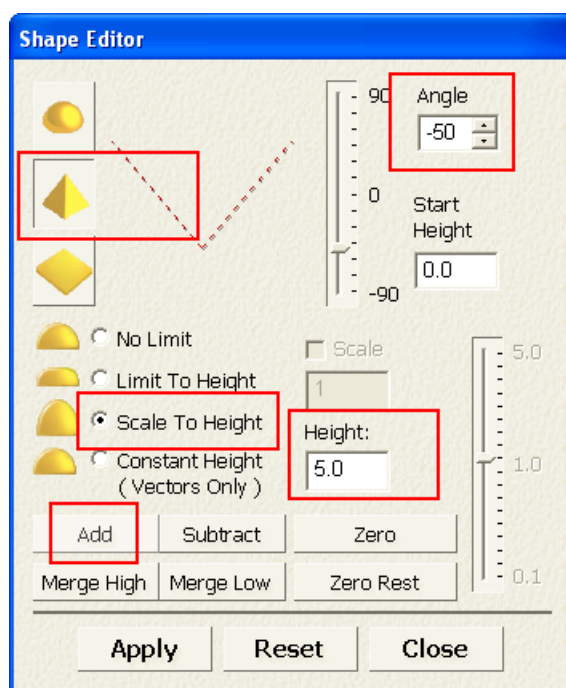 Shape Editor
90
Angle
-50
0
Start
Height
0.0
-90
No Limit
Scale
5.0
Limit To Height
1
Scale To Height
Height:
Constant Height
( Vectors Only )
5.0
1.0
Add
Subtract
Zero
Merge High
Merge Low
Zero Rest
0.1
Apply
Reset
Close